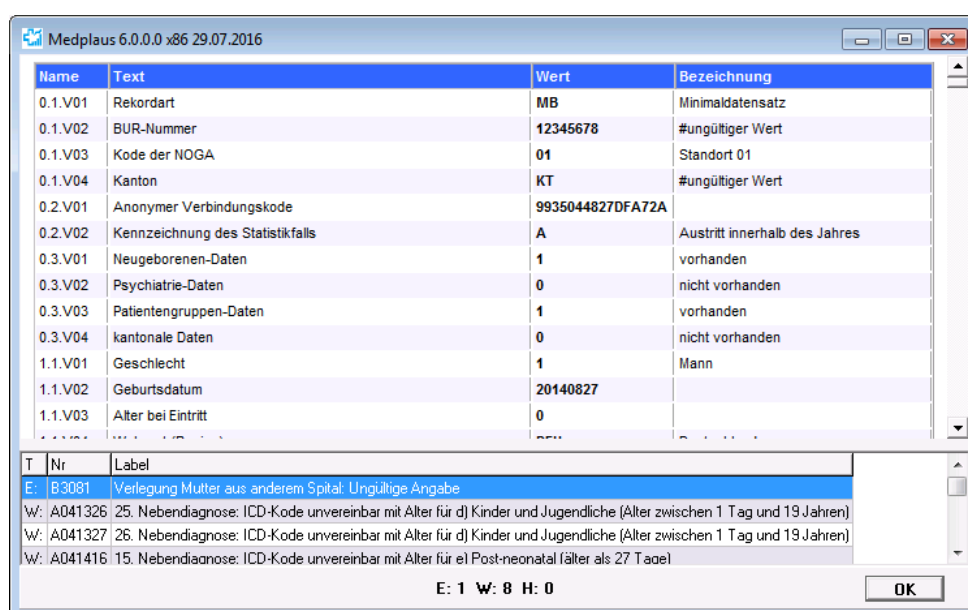 Medplaus 6.0.0.0 x86 29.07.2016
Name Text Wert Bezeichnung
0.1.V01 Rekordart MB Minimaldatensatz
0.1.V02 BUR-Nummer 12345678 #ungültiger Wert
0.1.V03 Kode der NOGA 01 Standort 01
0.1.V04 Kanton KT #ungültiger Wert
0.2.V01 Anonymer Verbindungskode 9935044827DFA72A
0.2.V02 Kennzeichnung des Statistikfalls A Austritt innerhalb des Jahres
0.3.V01 Neugeborenen-Daten 1 vorhanden
0.3.V02 Psychiatrie-Daten 0 nicht vorhanden
0.3.V03 Patientengruppen-Daten 1 vorhanden
0.3.V04 kantonale Daten 0 nicht vorhanden
1.1.V01 Geschlecht 1 Mann
1.1.V02 Geburtsdatum 20140827
1.1.V03 Alter bei Eintritt 0
T Nr Label
E: B3081 Verlegung Mutter aus anderem Spital: Ungültige Angabe
W: A041326 25. Nebendiagnose: ICD-Kode unvereinbar mit Alter für d) Kinder und Jugendliche (Alter zwischen 1 Tag und 19 Jahren)
W: A041327 26. Nebendiagnose: ICD-Kode unvereinbar mit Alter für d) Kinder und Jugendliche (Alter zwischen 1 Tag und 19 Jahren)
W: A041416 15. Nebendiagnose: ICD-Kode unvereinbar mit Alter für e) Post-neonatal (älter als 27 Tage)
E: 1 W: 8 H: 0 OK